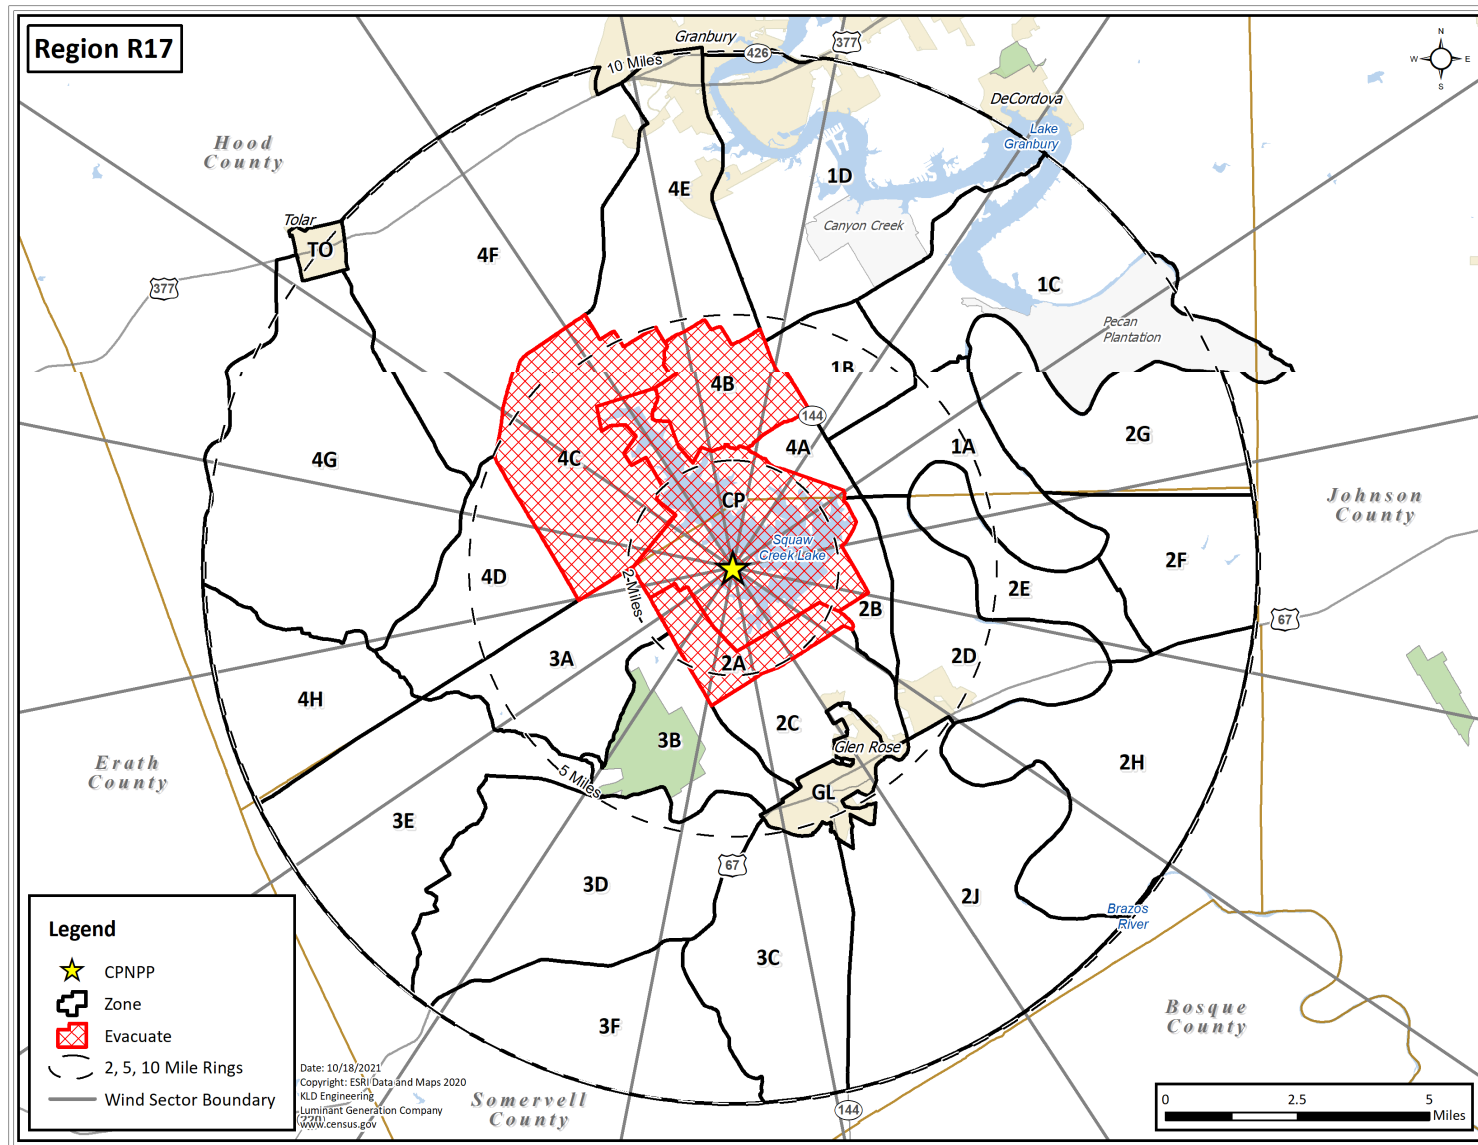 Region R17
Granbury
10 Miles
426
377
N
W
E
S
DeCordova
Lake
Granbury
Hood
County
4E
1D
Tolar
TO
Canyon Creek
4F
377
1C
Pecan
Plantation
1B
4B
144
4A
1A
2G
4G
4C
CP
Johnson
County
Squaw
Creek Lake
2F
4D
2-Miles
2E
2B
67
3A
2A
2D
4H
2C
3B
Glen Rose
Erath
County
2H
5 Miles
GL
3E
67
3D
2J
Brazos
River
3C
Bosque
County
3F
Legend
CPNPP
Zone
Evacuate
2, 5, 10 Mile Rings
Wind Sector Boundary
Date: 10/18/2021
Copyright: ESRI Data and Maps 2020
KLD Engineering
Luminant Generation Company
www.census.gov
Somervell
County
144
0
2.5
5
Miles